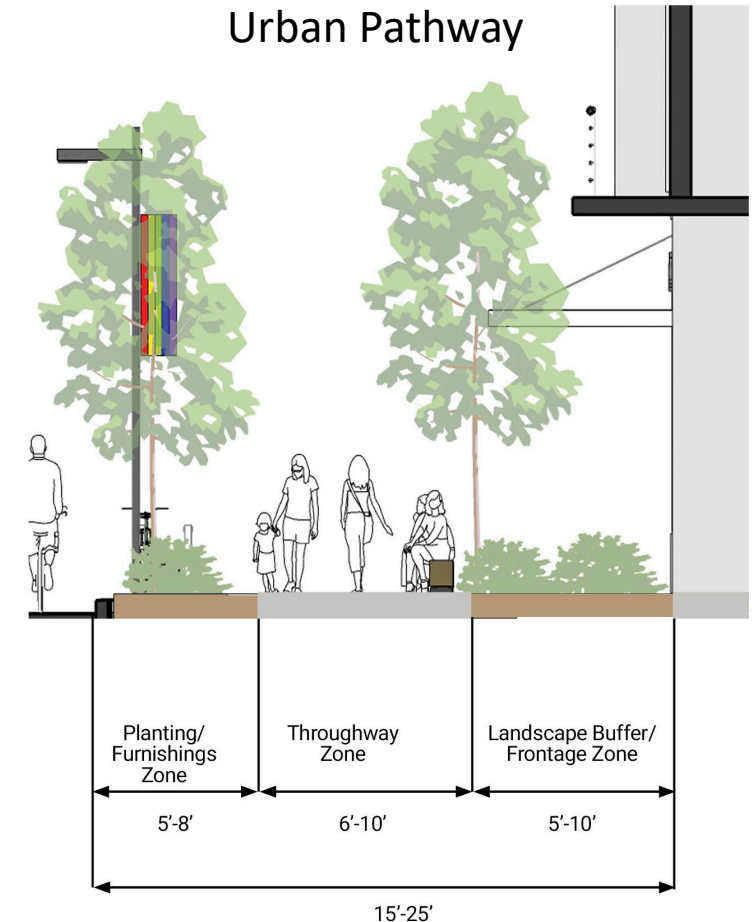 Urban Pathway
Planting/
Furnishings
Zone
Throughway
Zone
Landscape Buffer/
Frontage Zone
5’-8’
6’-10’
5’-10’
15’-25’